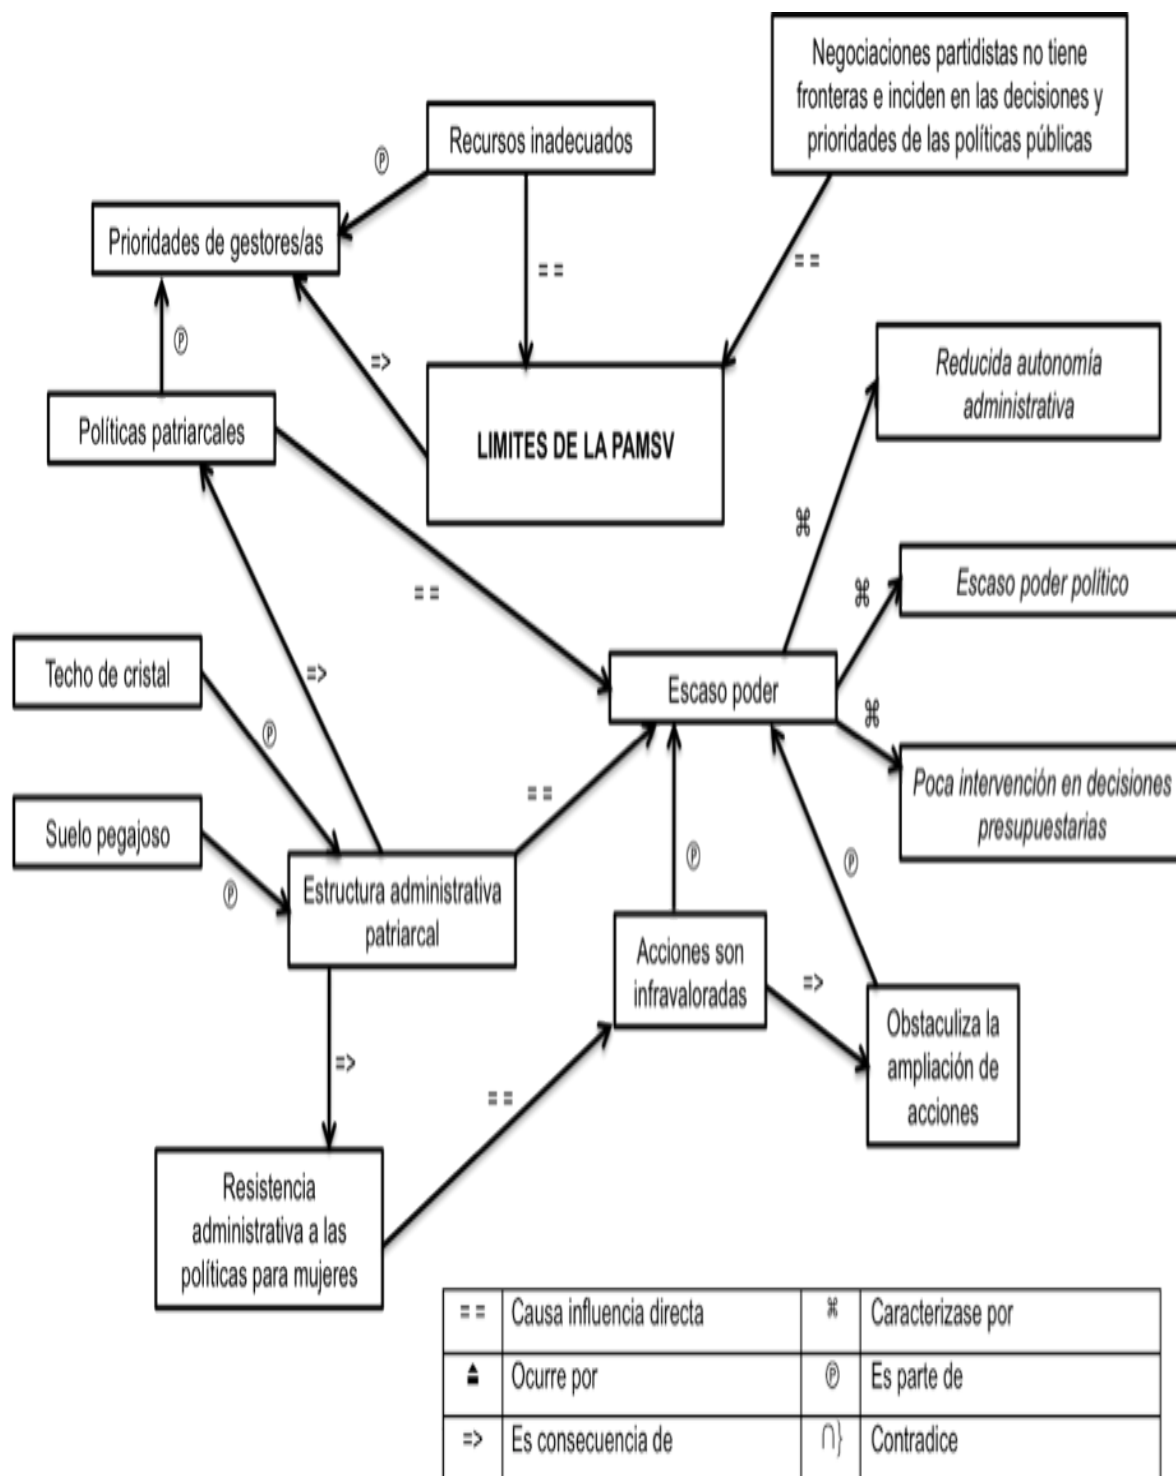 Negociaciones partidistas no tiene
fronteras e inciden en las decisiones y
prioridades de las políticas públicas
Recursos inadecuados
Ⓟ
Prioridades de gestores/as
= =
= =
Ⓟ
=>
Reducida autonomía
administrativa
Políticas patriarcales
LIMITES DE LA PAMSV
⌘
Escaso poder político
⌘
= =
Techo de cristal
=>
Escaso poder
⌘
Ⓟ
Poca intervención en decisiones
presupuestarias
= =
Suelo pegajoso
Ⓟ
Estructura administrativa
patriarcal
Ⓟ
Ⓟ
Acciones son
infravaloradas
=>
Obstaculiza la
ampliación de
acciones
=>
= =
Resistencia
administrativa a las
políticas para mujeres
= = Causa influencia directa ⌘ Caracterizase por
≜ Ocurre por Ⓟ Es parte de
=> Es consecuencia de ∩} Contradice